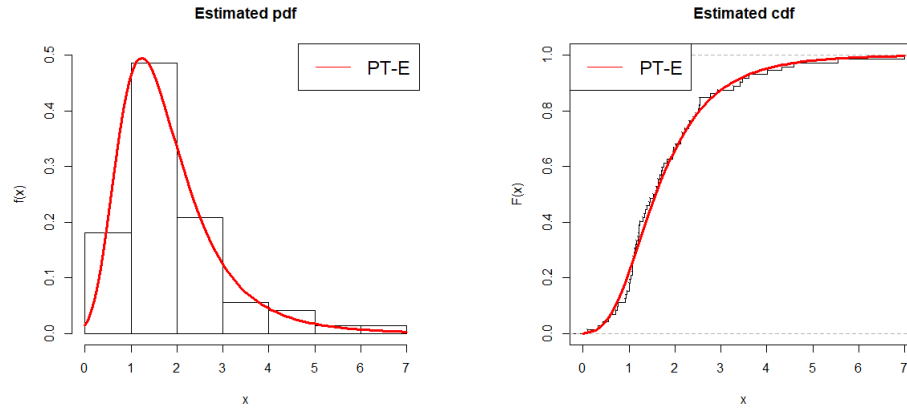 Estimated pdf
PT-E
f(x)
0.0 0.1 0.2 0.3 0.4 0.5
0 1 2 3 4 5 6 7
x
Estimated cdf
PT-E
F(x)
0.0 0.2 0.4 0.6 0.8 1.0
0 1 2 3 4 5 6 7
x